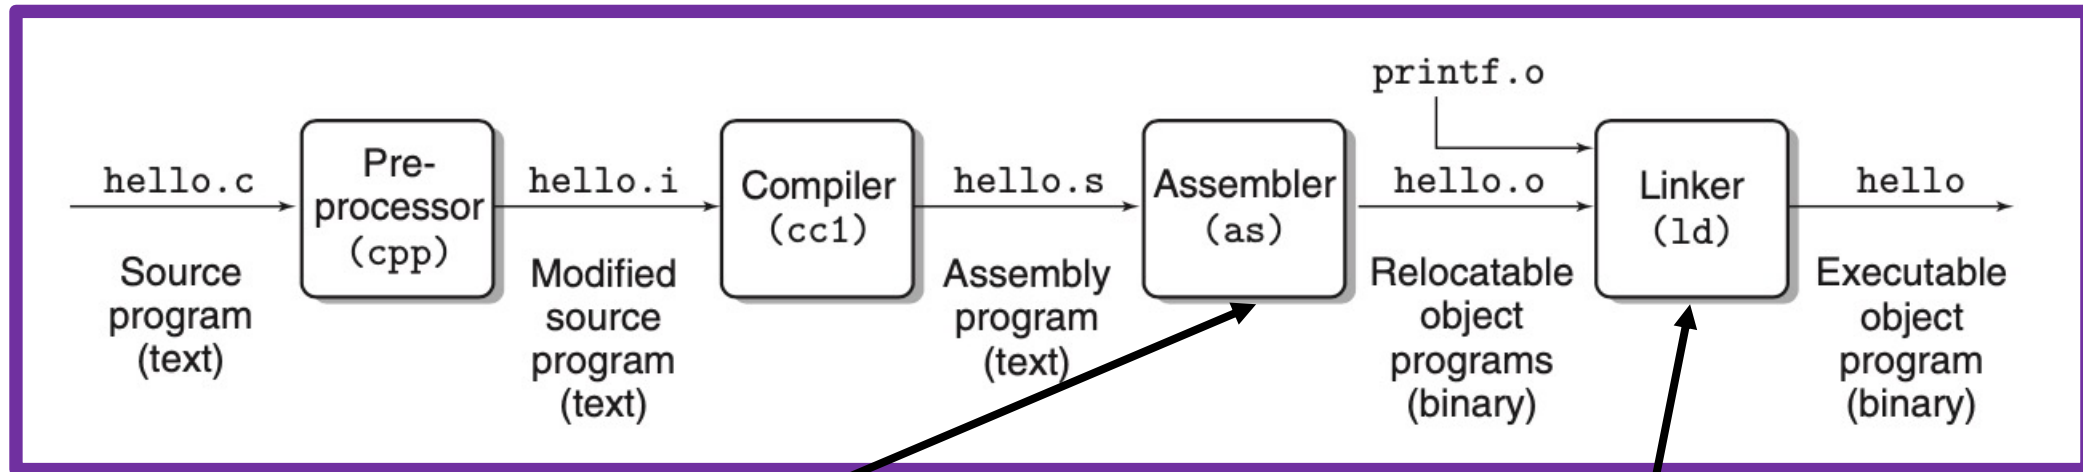 printf.o
hello.c
Pre-
processor
(cpp)
hello.i
Compiler
(cc1)
hello.s
Assembler
(as)
hello.o
Linker
(ld)
hello
Source
program
(text)
Modified
source
program
(text)
Assembly
program
(text)
Relocatable
object
programs
(binary)
Executable
object
program
(binary)